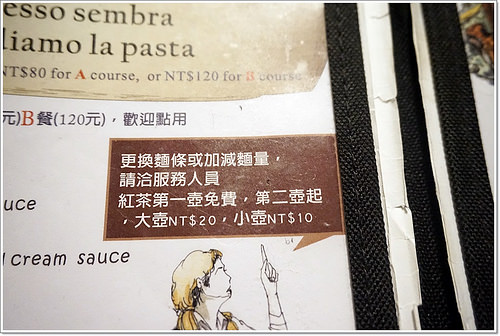 esso sembra
liamo la pasta
NT$80 for A course, or NT$120 for B course
元)B餐(120元)，歡迎點用
更換麵條或加減麵量，
請洽服務人員
紅茶第一壺免費，第二壺起
，大壺NT$20，小壺NT$10
uce
cream sauce